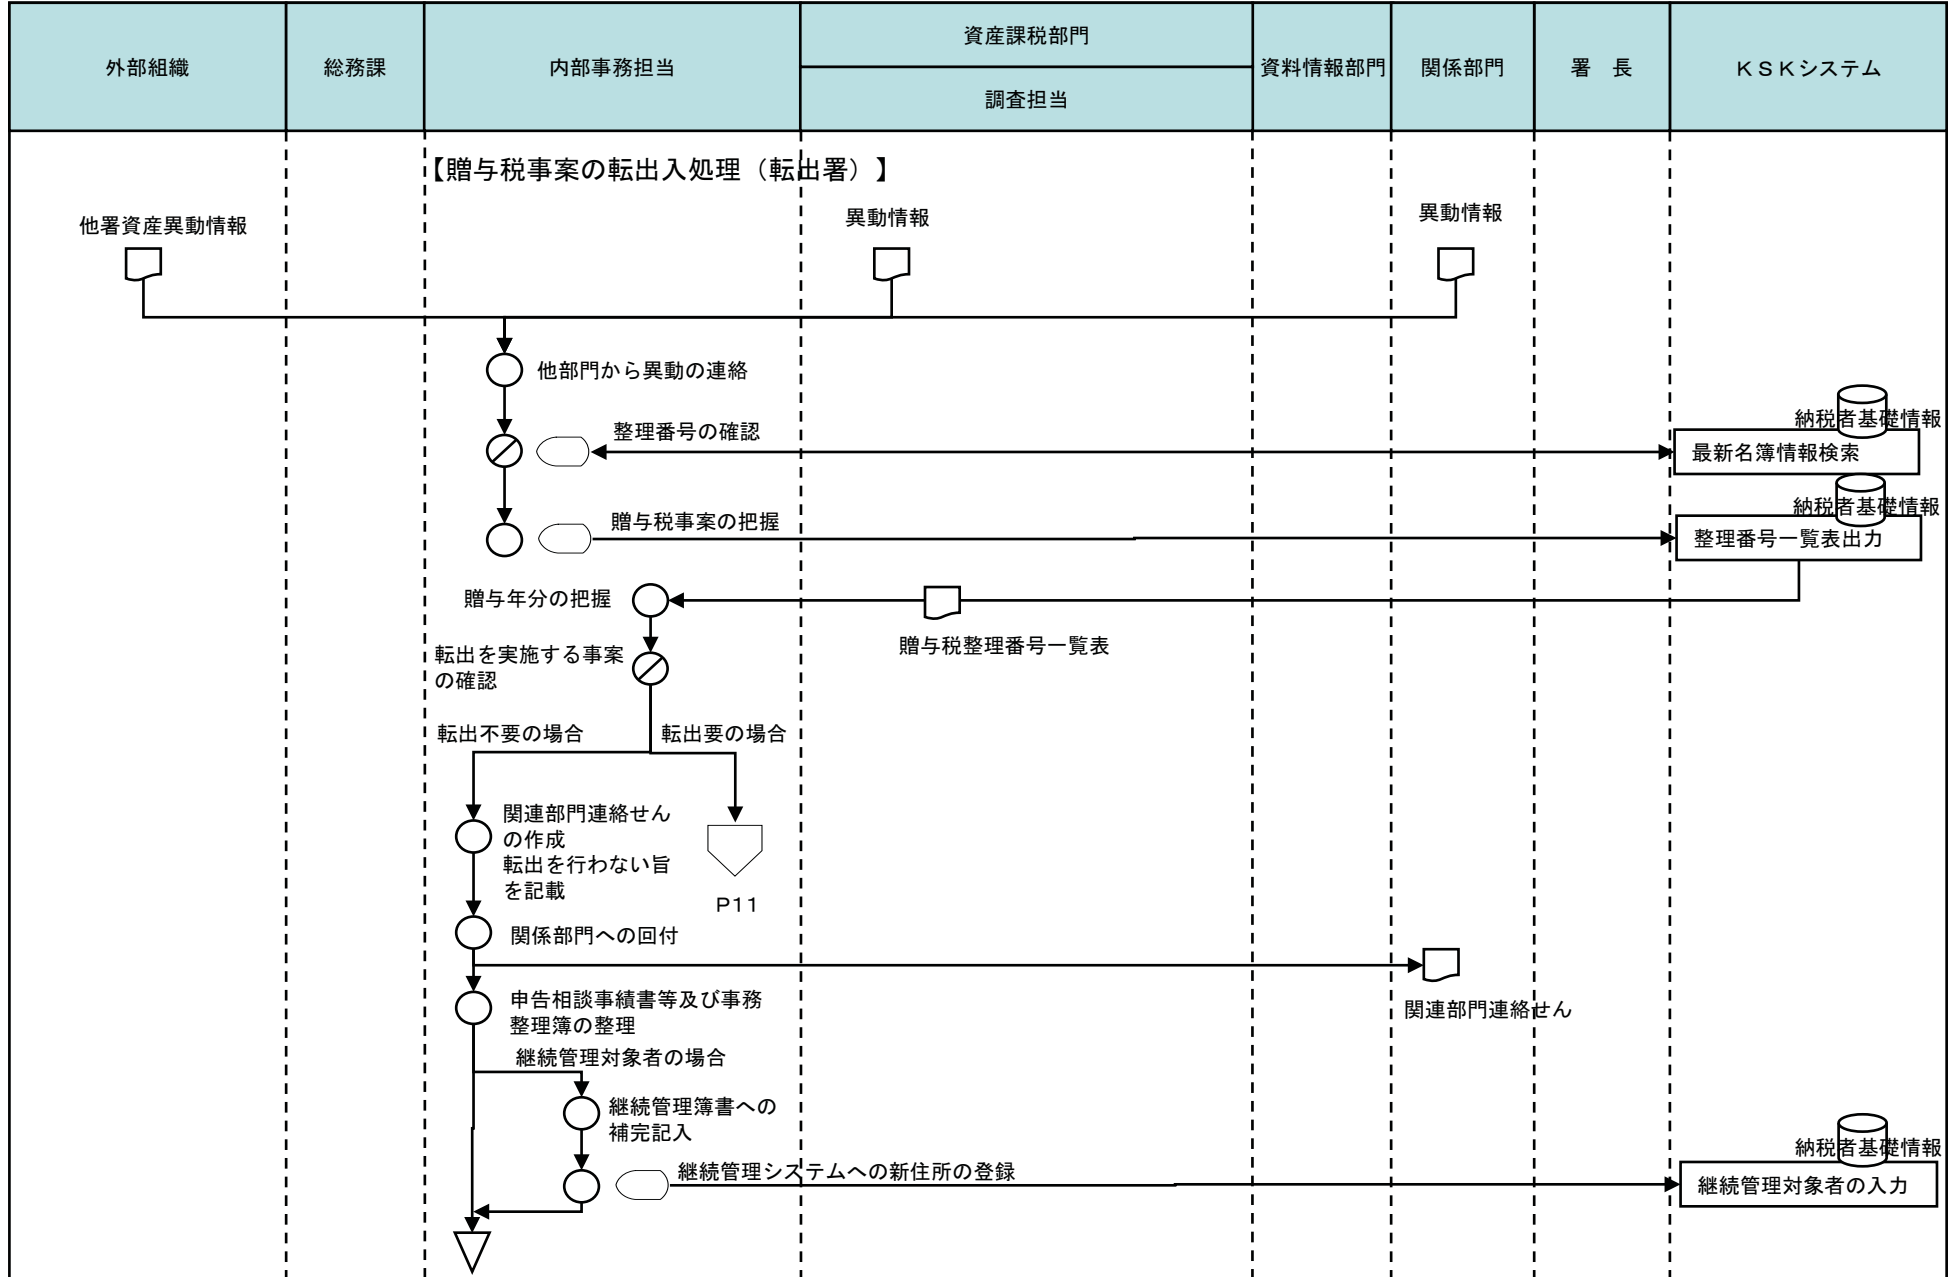 外部組織
総務課
内部事務担当
資産課税部門
調査担当
資料情報部門
関係部門
署　長
ＫＳＫシステム
【贈与税事案の転出入処理（転出署）】
他署資産異動情報
異動情報
異動情報
他部門から異動の連絡
整理番号の確認
納税者基礎情報
最新名簿情報検索
贈与税事案の把握
納税者基礎情報
整理番号一覧表出力
贈与年分の把握
贈与税整理番号一覧表
転出を実施する事案
の確認
転出不要の場合
転出要の場合
関連部門連絡せん
の作成
転出を行わない旨
を記載
P11
関係部門への回付
関連部門連絡せん
申告相談事績書等及び事務
整理簿の整理
継続管理対象者の場合
継続管理簿書への
補完記入
継続管理システムへの新住所の登録
納税者基礎情報
継続管理対象者の入力